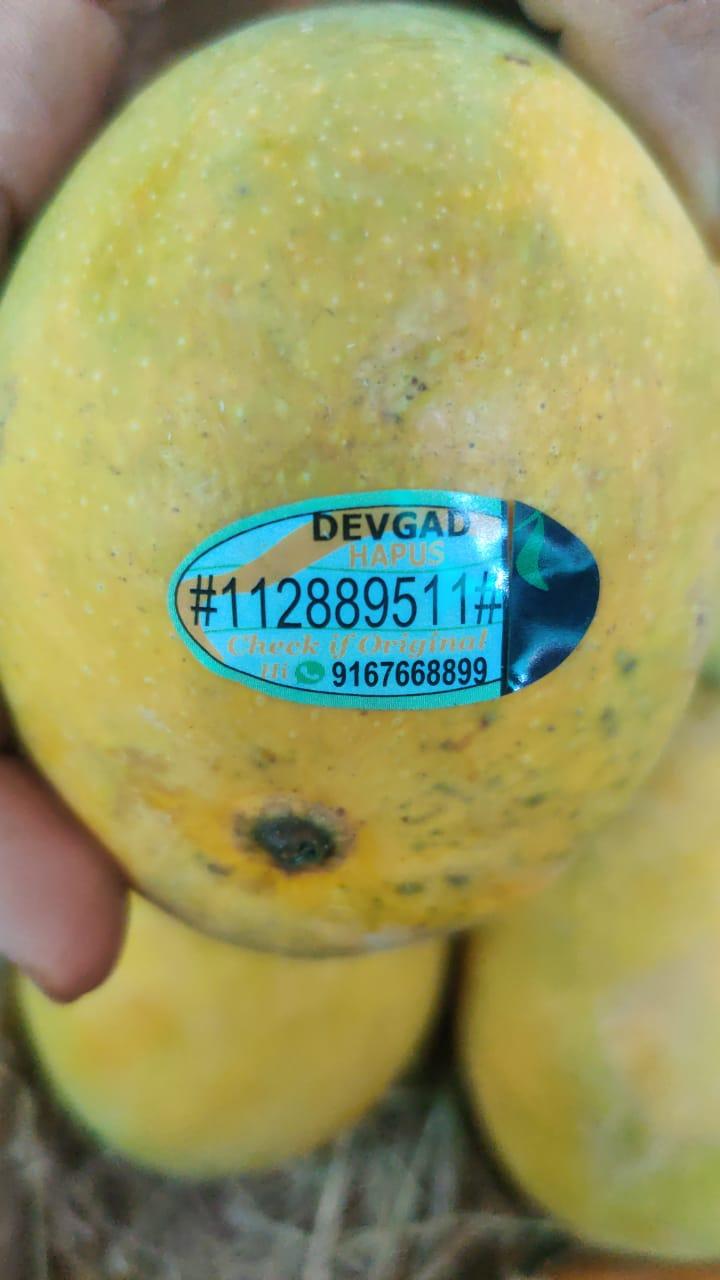 DEVGAD
HAPUS
#112889511#
Check if Original
Hi 9167668899